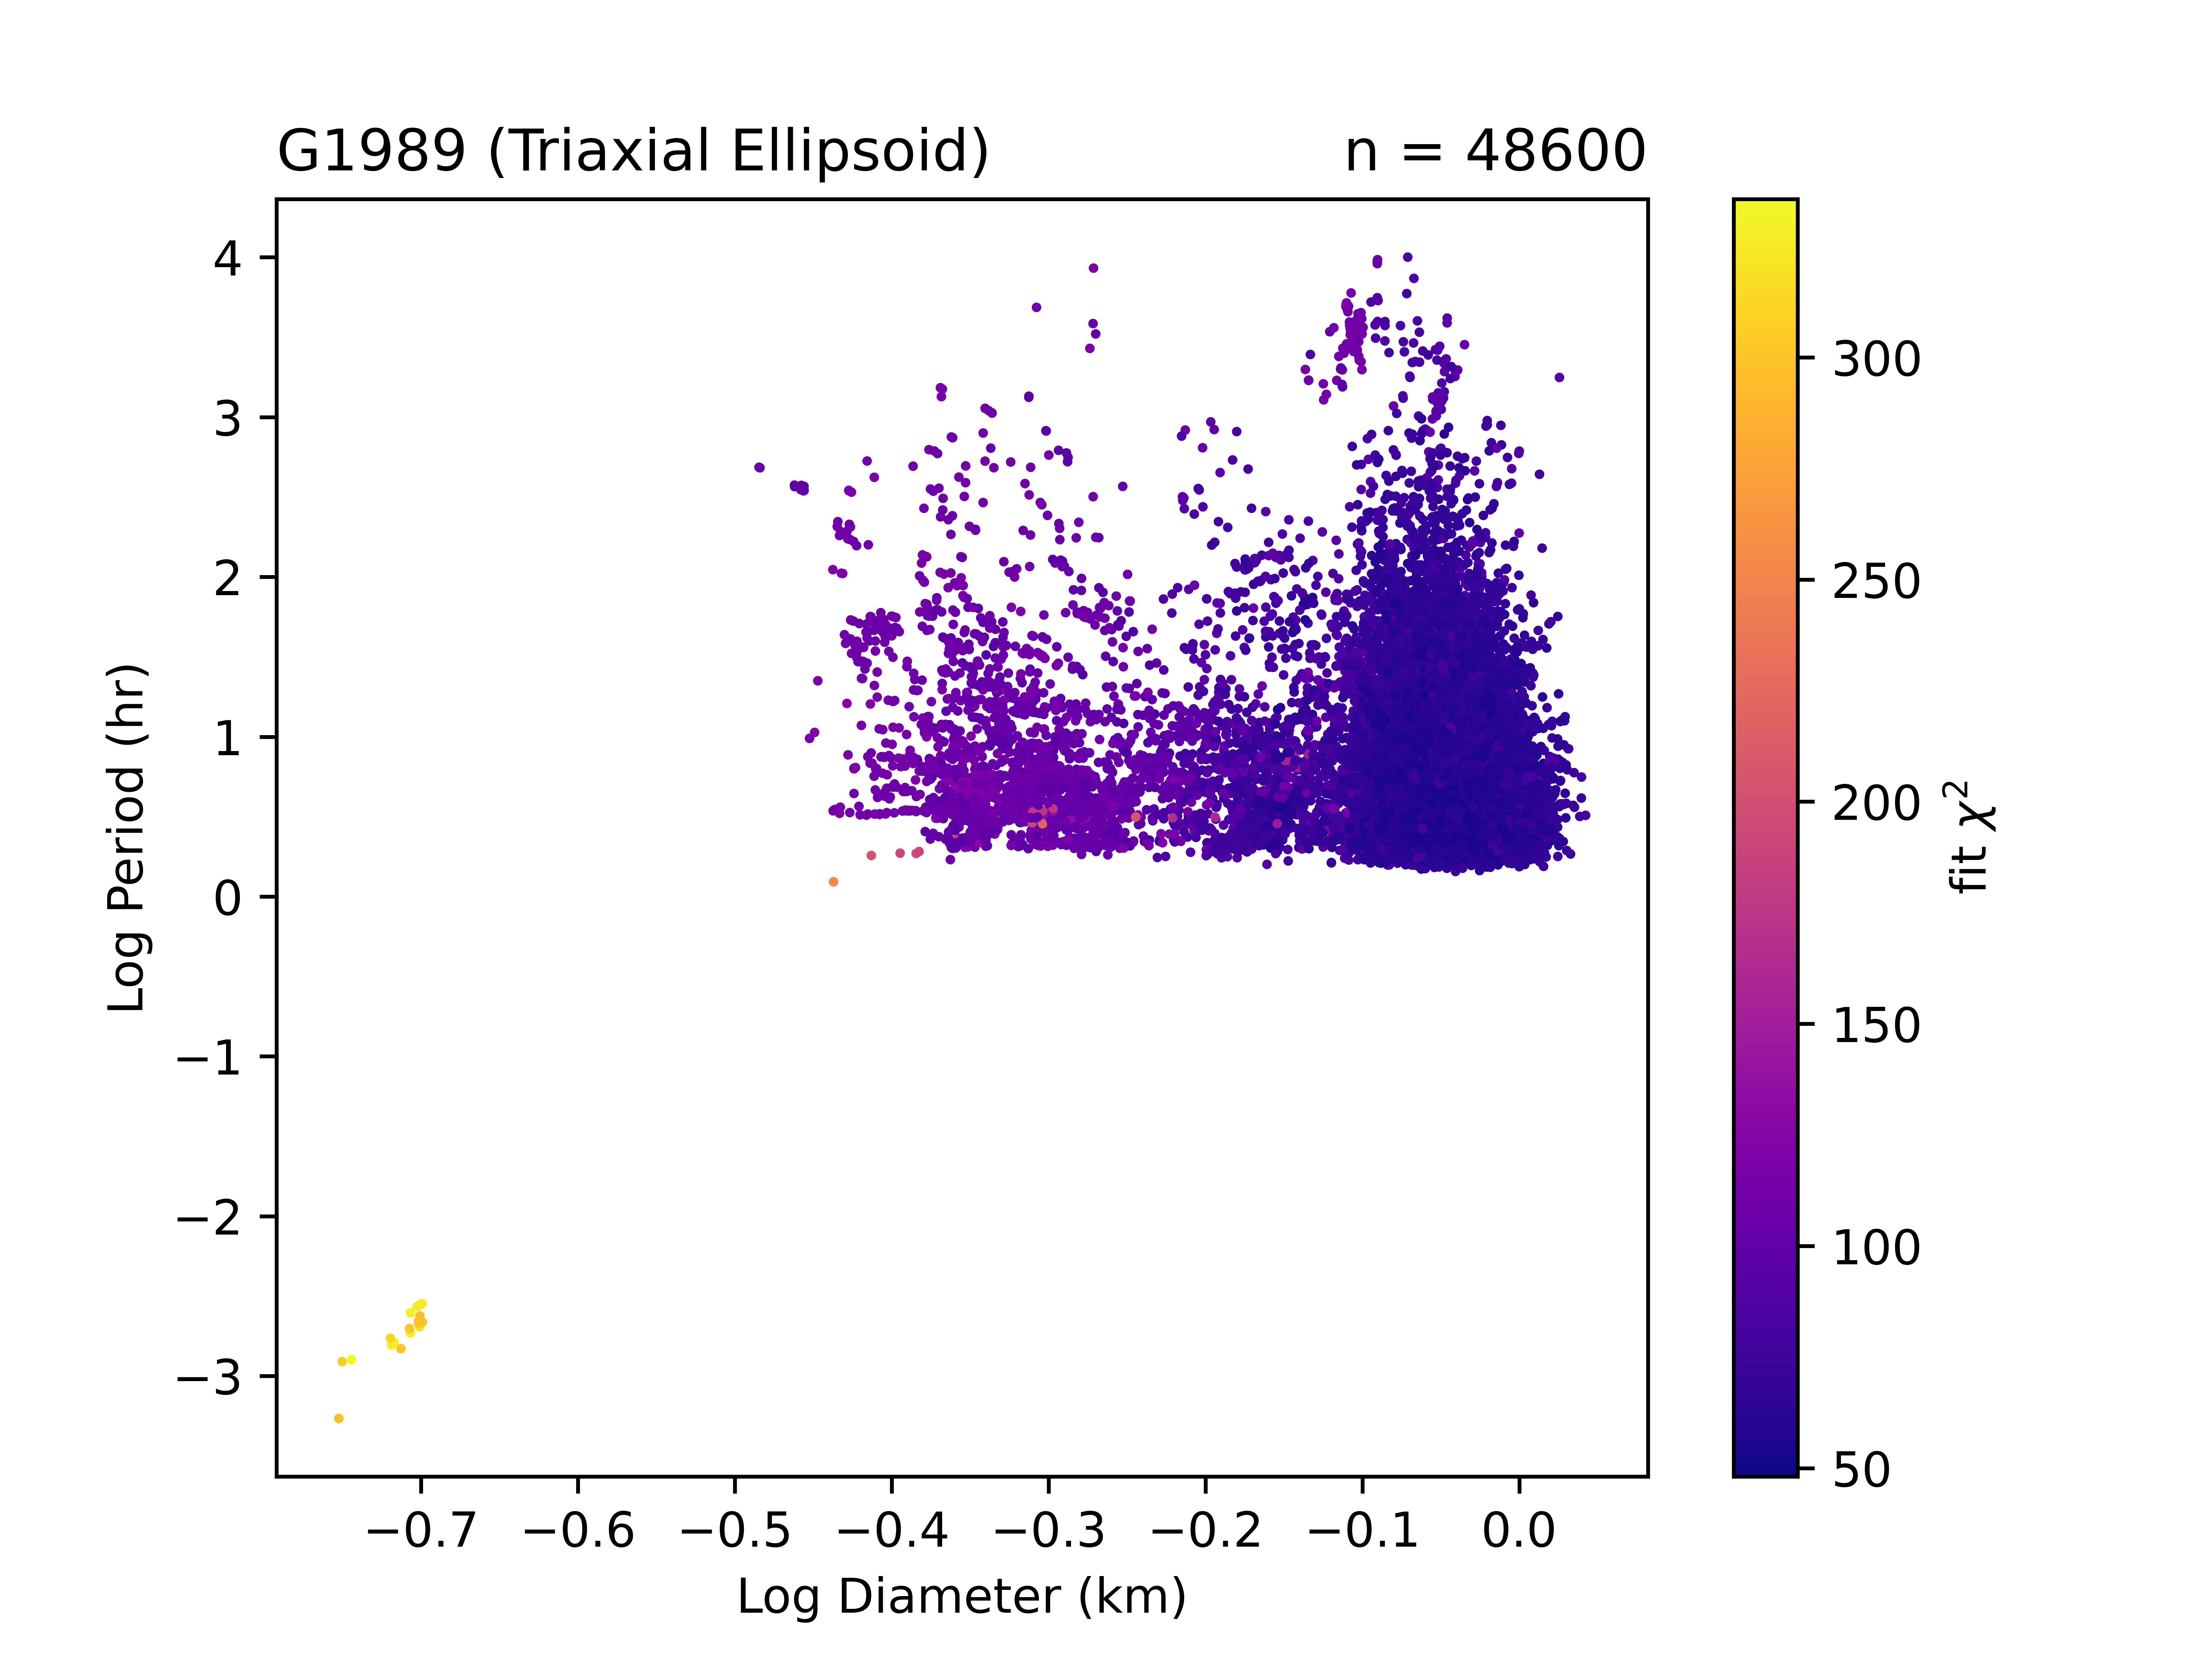 G1989 (Triaxial Ellipsoid) n = 48600
4
3
2
1
0
−1
−2
−3
Log Period (hr)
−0.7 −0.6 −0.5 −0.4 −0.3 −0.2 −0.1 0.0
Log Diameter (km)
300
250
200
150
100
50
fit χ²